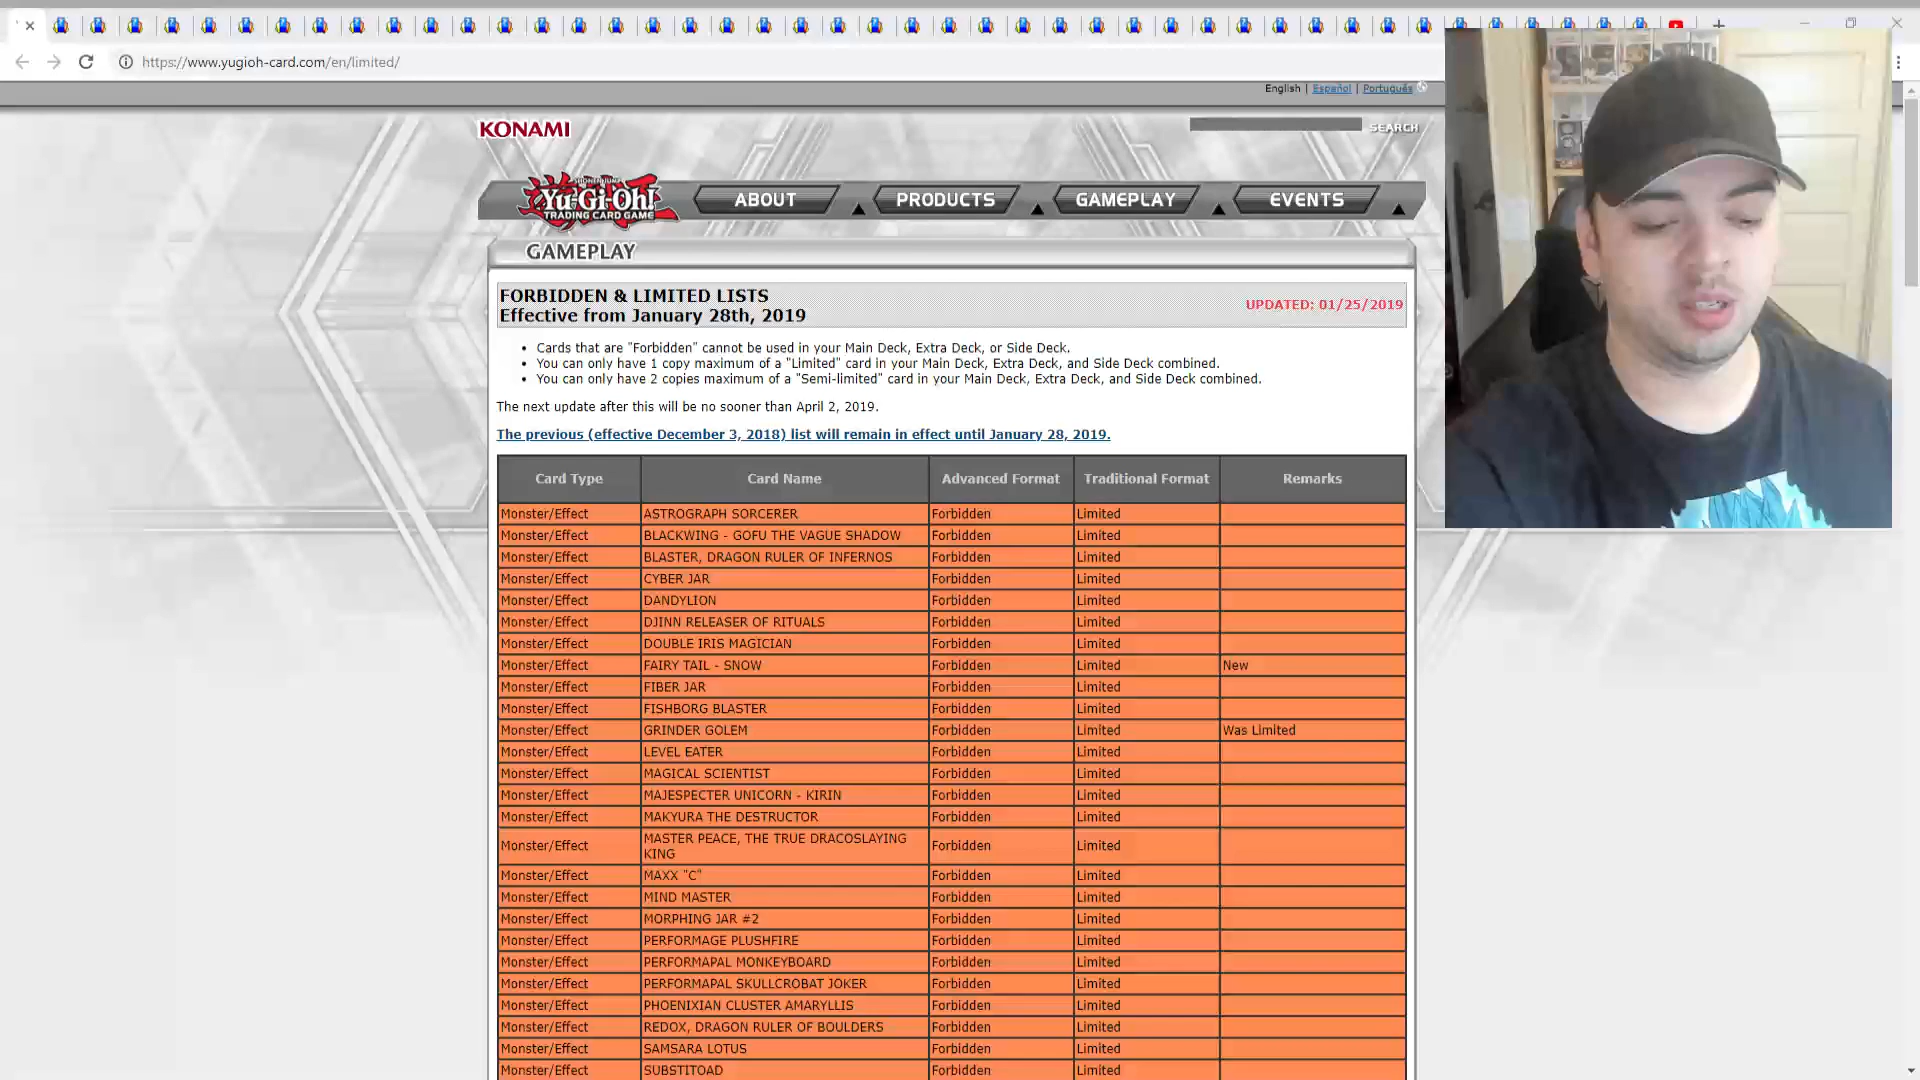 https://www.yugioh-card.com/en/limited/
English | Español | Português
KONAMI
SEARCH
SHONEN JUMP
Yu-Gi-Oh!
TRADING CARD GAME
ABOUT PRODUCTS GAMEPLAY EVENTS
GAMEPLAY
FORBIDDEN & LIMITED LISTS
Effective from January 28th, 2019
UPDATED: 01/25/2019
Cards that are "Forbidden" cannot be used in your Main Deck, Extra Deck, or Side Deck.
You can only have 1 copy maximum of a "Limited" card in your Main Deck, Extra Deck, and Side Deck combined.
You can only have 2 copies maximum of a "Semi-limited" card in your Main Deck, Extra Deck, and Side Deck combined.
The next update after this will be no sooner than April 2, 2019.
The previous (effective December 3, 2018) list will remain in effect until January 28, 2019.
Card Type Card Name Advanced Format Traditional Format Remarks
Monster/Effect ASTROGRAPH SORCERER Forbidden Limited
Monster/Effect BLACKWING - GOFU THE VAGUE SHADOW Forbidden Limited
Monster/Effect BLASTER, DRAGON RULER OF INFERNOS Forbidden Limited
Monster/Effect CYBER JAR Forbidden Limited
Monster/Effect DANDYLION Forbidden Limited
Monster/Effect DJINN RELEASER OF RITUALS Forbidden Limited
Monster/Effect DOUBLE IRIS MAGICIAN Forbidden Limited
Monster/Effect FAIRY TAIL - SNOW Forbidden Limited New
Monster/Effect FIBER JAR Forbidden Limited
Monster/Effect FISHBORG BLASTER Forbidden Limited
Monster/Effect GRINDER GOLEM Forbidden Limited Was Limited
Monster/Effect LEVEL EATER Forbidden Limited
Monster/Effect MAGICAL SCIENTIST Forbidden Limited
Monster/Effect MAJESPECTER UNICORN - KIRIN Forbidden Limited
Monster/Effect MAKYURA THE DESTRUCTOR Forbidden Limited
Monster/Effect MASTER PEACE, THE TRUE DRACOSLAYING KING Forbidden Limited
Monster/Effect MAXX "C" Forbidden Limited
Monster/Effect MIND MASTER Forbidden Limited
Monster/Effect MORPHING JAR #2 Forbidden Limited
Monster/Effect PERFORMAGE PLUSHFIRE Forbidden Limited
Monster/Effect PERFORMAPAL MONKEYBOARD Forbidden Limited
Monster/Effect PERFORMAPAL SKULLCROBAT JOKER Forbidden Limited
Monster/Effect PHOENIXIAN CLUSTER AMARYLLIS Forbidden Limited
Monster/Effect REDOX, DRAGON RULER OF BOULDERS Forbidden Limited
Monster/Effect SAMSARA LOTUS Forbidden Limited
Monster/Effect SUBSTITOAD Forbidden Limited